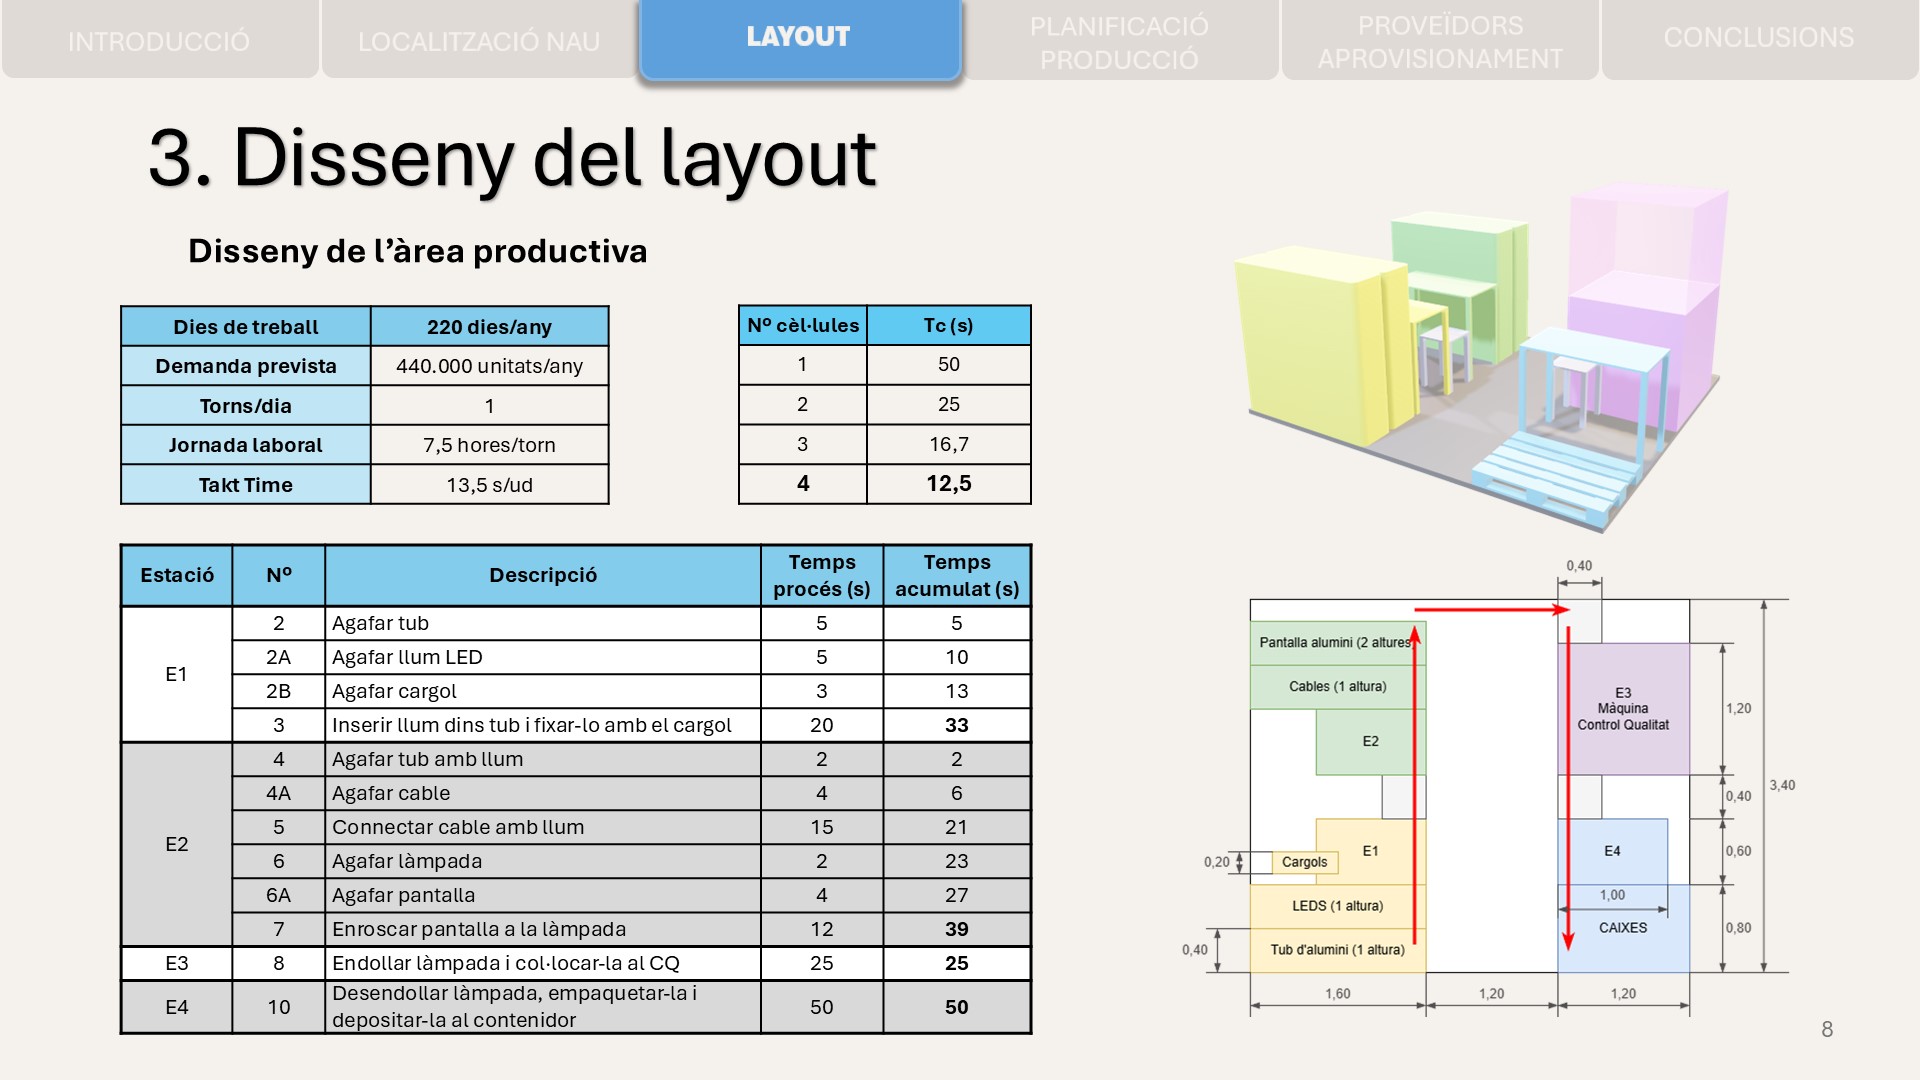 INTRODUCCIÓ
LOCALITZACIÓ NAU
LAYOUT
PLANIFICACIÓ
PRODUCCIÓ
PROVEÏDORS
APROVISIONAMENT
CONCLUSIONS
3. Disseny del layout
Disseny de l’àrea productiva
Dies de treball 220 dies/any
Demanda prevista 440.000 unitats/any
Torns/dia 1
Jornada laboral 7,5 hores/torn
Takt Time 13,5 s/ud
Nº cèl·lules Tc (s)
1 50
2 25
3 16,7
4 12,5
Estació Nº Descripció Temps procés (s) Temps acumulat (s)
E1
2 Agafar tub 5 5
2A Agafar llum LED 5 10
2B Agafar cargol 3 13
3 Inserir llum dins tub i fixar-lo amb el cargol 20 33
E2
4 Agafar tub amb llum 2 2
4A Agafar cable 4 6
5 Connectar cable amb llum 15 21
6 Agafar làmpada 2 23
6A Agafar pantalla 4 27
7 Enroscar pantalla a la làmpada 12 39
E3 8 Endollar làmpada i col·locar-la al CQ 25 25
E4 10 Desendollar làmpada, empaquetar-la i
depositar-la al contenidor 50 50
0,40
Pantalla alumini (2 altures)
Cables (1 altura)
E2
E3
Màquina
Control Qualitat
1,20
3,40
0,40
E1
Cargols
0,20
E4
0,60
LEDS (1 altura)
1,00
CAIXES
0,80
Tub d'alumini (1 altura)
0,40
1,60
1,20
1,20
8